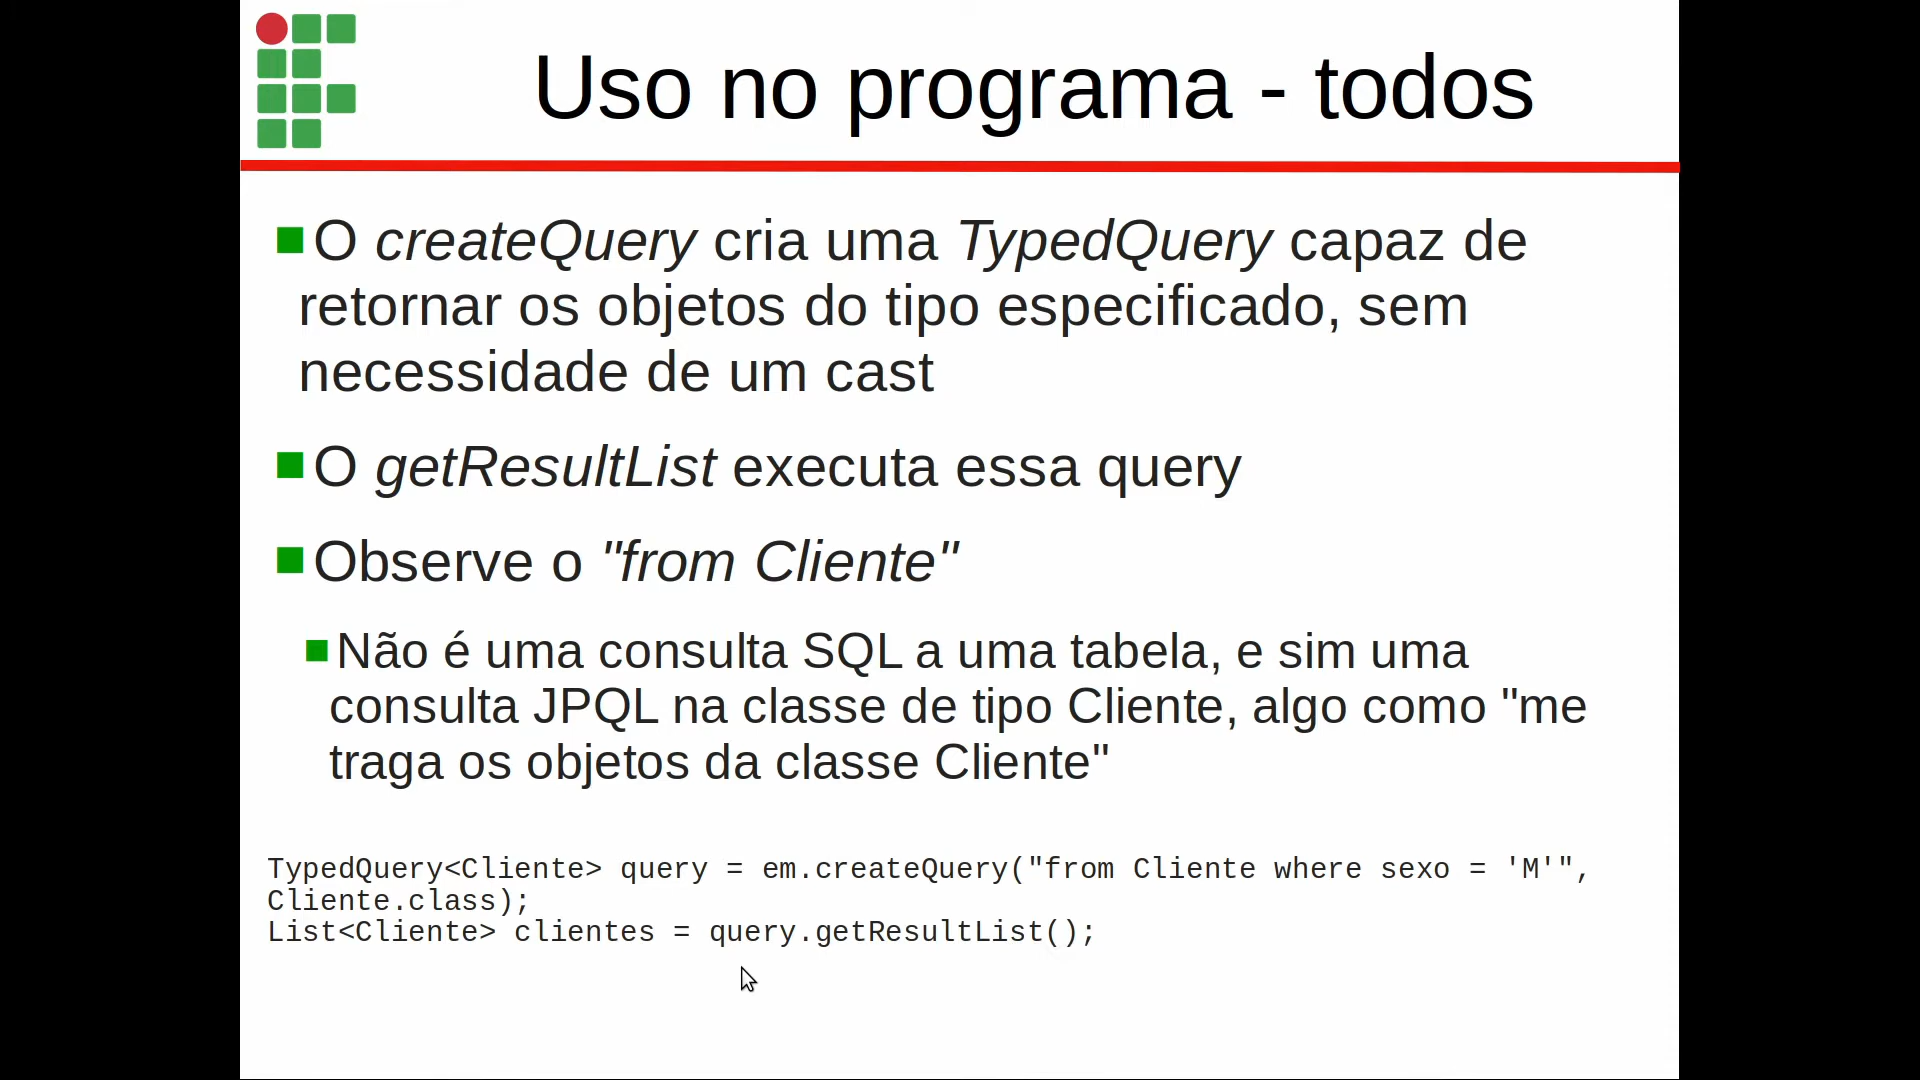 Uso no programa - todos
O createQuery cria uma TypedQuery capaz de
retornar os objetos do tipo especificado, sem
necessidade de um cast
O getResultList executa essa query
Observe o "from Cliente"
Não é uma consulta SQL a uma tabela, e sim uma
consulta JPQL na classe de tipo Cliente, algo como "me
traga os objetos da classe Cliente"
TypedQuery<Cliente> query = em.createQuery("from Cliente where sexo = 'M'",
Cliente.class);
List<Cliente> clientes = query.getResultList();